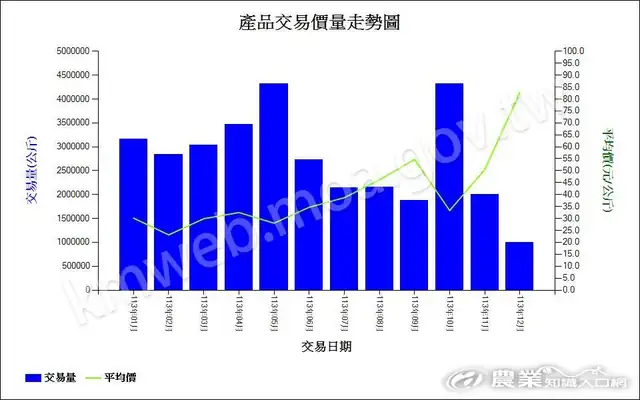 產品交易價量走勢圖
5000000
4500000
4000000
3500000
3000000
2500000
2000000
1500000
1000000
500000
0
交易量(公斤)
100.0
95.0
90.0
85.0
80.0
75.0
70.0
65.0
60.0
55.0
50.0
45.0
40.0
35.0
30.0
25.0
20.0
15.0
10.0
5.0
0.0
平均價(元/公斤)
113年01月
113年02月
113年03月
113年04月
113年05月
113年06月
113年07月
113年08月
113年09月
113年10月
113年11月
113年12月
交易日期
交易量
平均價
kmweb.moa.gov.tw
農業知識入口網